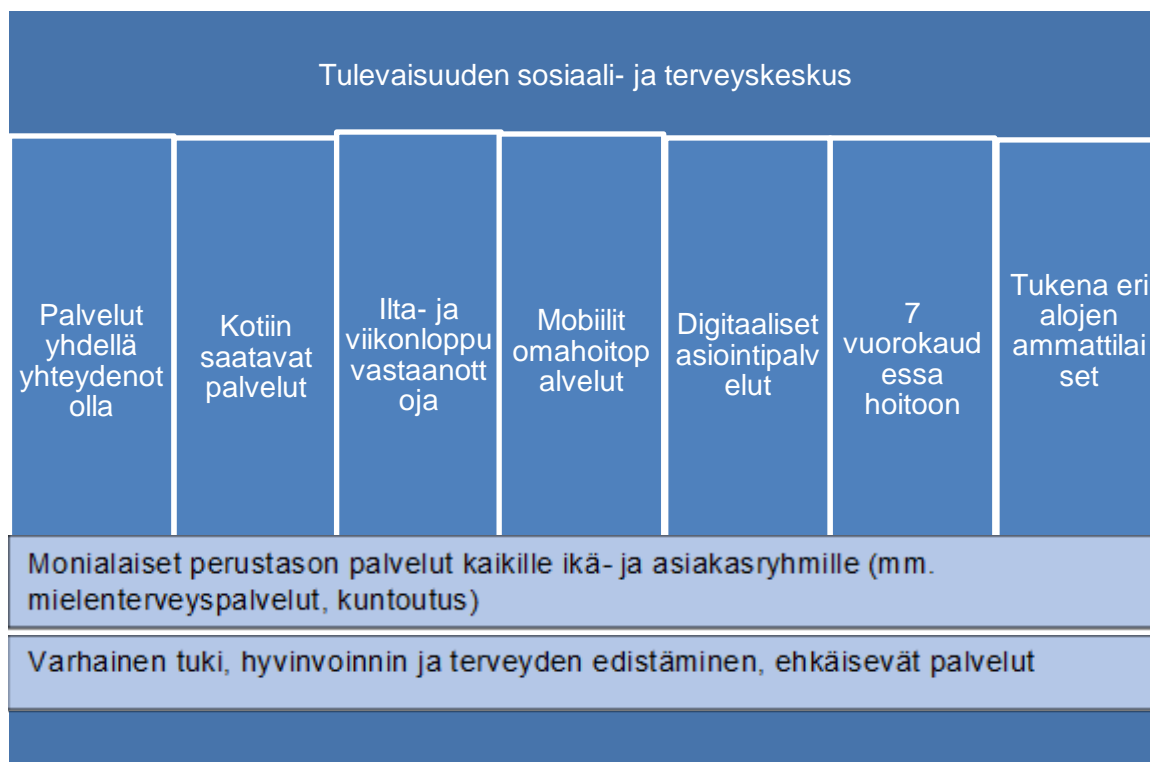 Tulevaisuuden sosiaali- ja terveyskeskus
Palvelut
yhdellä
yhteydenot
olla
Kotiin
saatavat
palvelut
Ilta- ja
viikonloppu
vastaanott
oja
Mobiilit
omahoitop
alvelut
Digitaaliset
asiointipalv
elut
7
vuorokaud
essa
hoitoon
Tukena eri
alojen
ammattilai
set
Monialaiset perustason palvelut kaikille ikä- ja asiakasryhmille (mm.
mielenterveyspalvelut, kuntoutus)
Varhainen tuki, hyvinvoinnin ja terveyden edistäminen, ehkäisevät palvelut